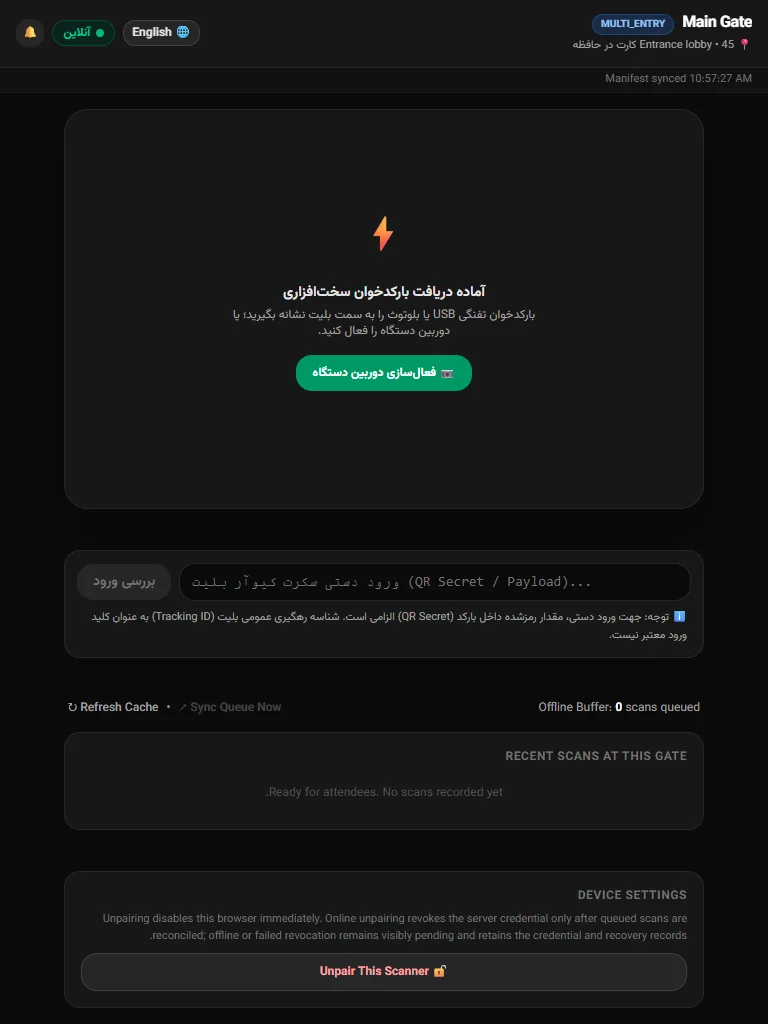 Main Gate MULTI_ENTRY
English
آنلاین
Entrance lobby • 45 کارت در حافظه
Manifest synced 10:57:27 AM
آماده دریافت بارکدخوان سخت‌افزاری
بارکدخوان تفنگی USB یا بلوتوث را به سمت بلیت نشانه بگیرید؛ یا
دوربین دستگاه را فعال کنید.
فعال‌سازی دوربین دستگاه
ورود دستی سکرت کیوآر بلیت (QR Secret / Payload)...
بررسی ورود
توجه: جهت ورود دستی، مقدار رمزشده داخل بارکد (QR Secret) الزامی است. شناسه رهگیری عمومی بلیت (Tracking ID) به عنوان کلید
ورود معتبر نیست.
Offline Buffer: 0 scans queued
↻ Refresh Cache • ↗ Sync Queue Now
RECENT SCANS AT THIS GATE
Ready for attendees. No scans recorded yet.
DEVICE SETTINGS
Unpairing disables this browser immediately. Online unpairing revokes the server credential only after queued scans are
reconciled; offline or failed revocation remains visibly pending and retains the credential and recovery records.
Unpair This Scanner